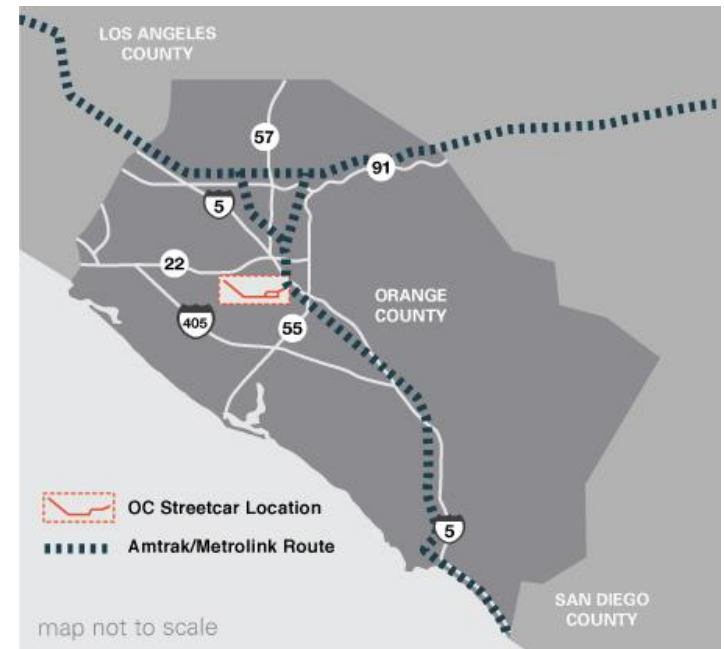 LOS ANGELES
COUNTY
57
91
5
22
ORANGE
COUNTY
405
55
OC Streetcar Location
Amtrak/Metrolink Route
5
SAN DIEGO
COUNTY
map not to scale